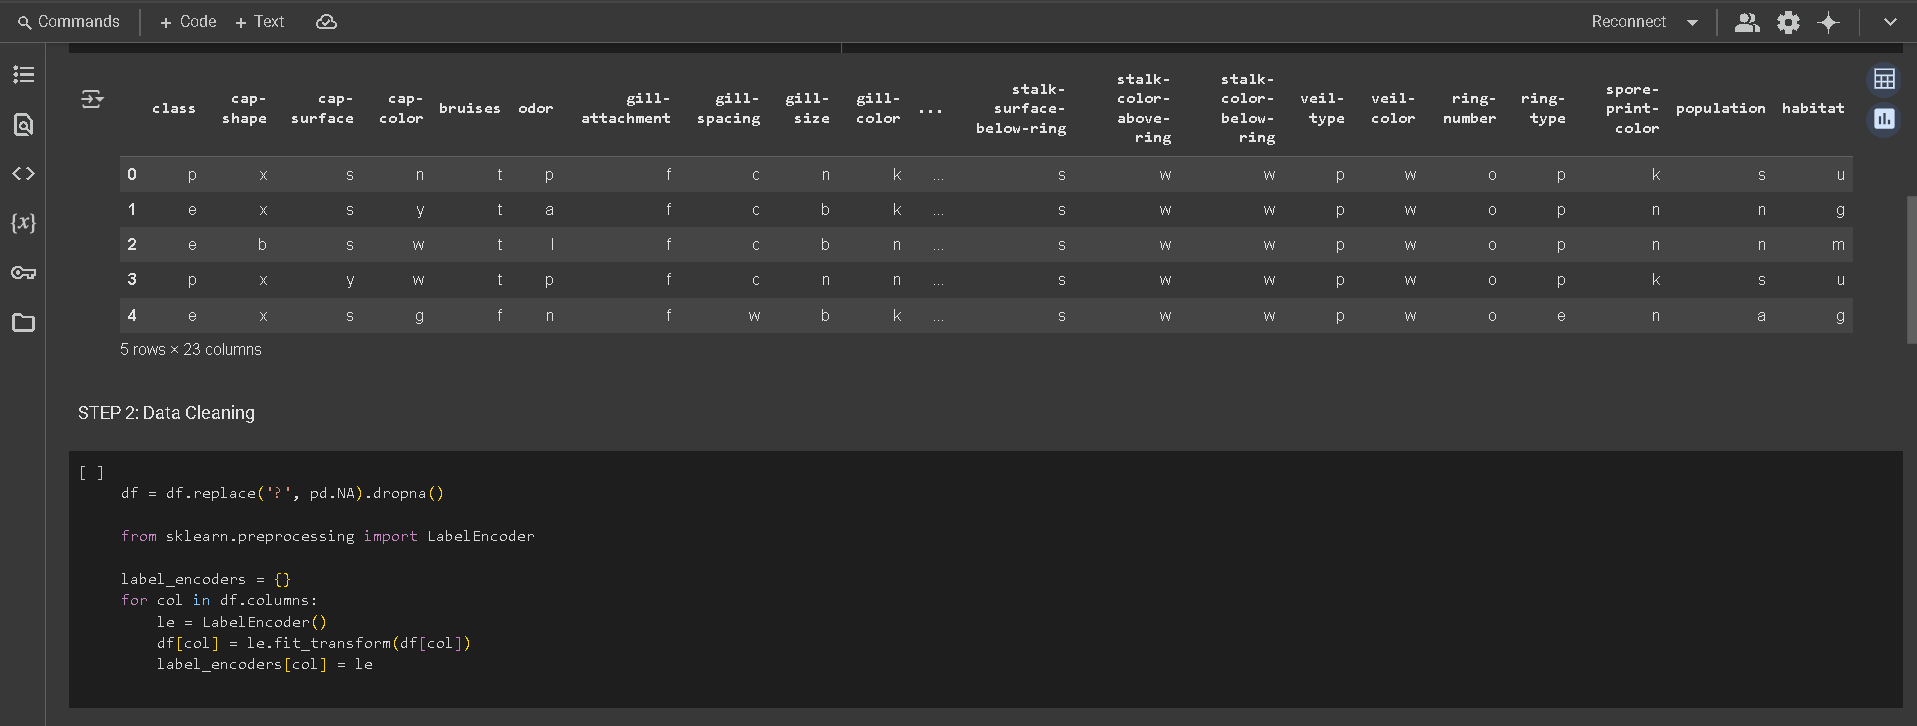 Commands + Code + Text Reconnect
class cap-shape cap-surface cap-color bruises odor gill-attachment gill-spacing gill-size gill-color ... stalk-surface-below-ring stalk-color-above-ring stalk-color-below-ring veil-type veil-color ring-number ring-type spore-print-color population habitat
0 p x s n t p f c n k ... s w w p w o p k s u
1 e x s y t a f c b k ... s w w p w o p n n g
2 e b s w t l f c b n ... s w w p w o p n n m
3 p x y w t p f c n n ... s w w p w o p k s u
4 e x s g f n f w b k ... s w w p w o e n a g
5 rows × 23 columns
STEP 2: Data Cleaning
[ ]
df = df.replace('?', pd.NA).dropna()
from sklearn.preprocessing import LabelEncoder
label_encoders = {}
for col in df.columns:
    le = LabelEncoder()
    df[col] = le.fit_transform(df[col])
    label_encoders[col] = le